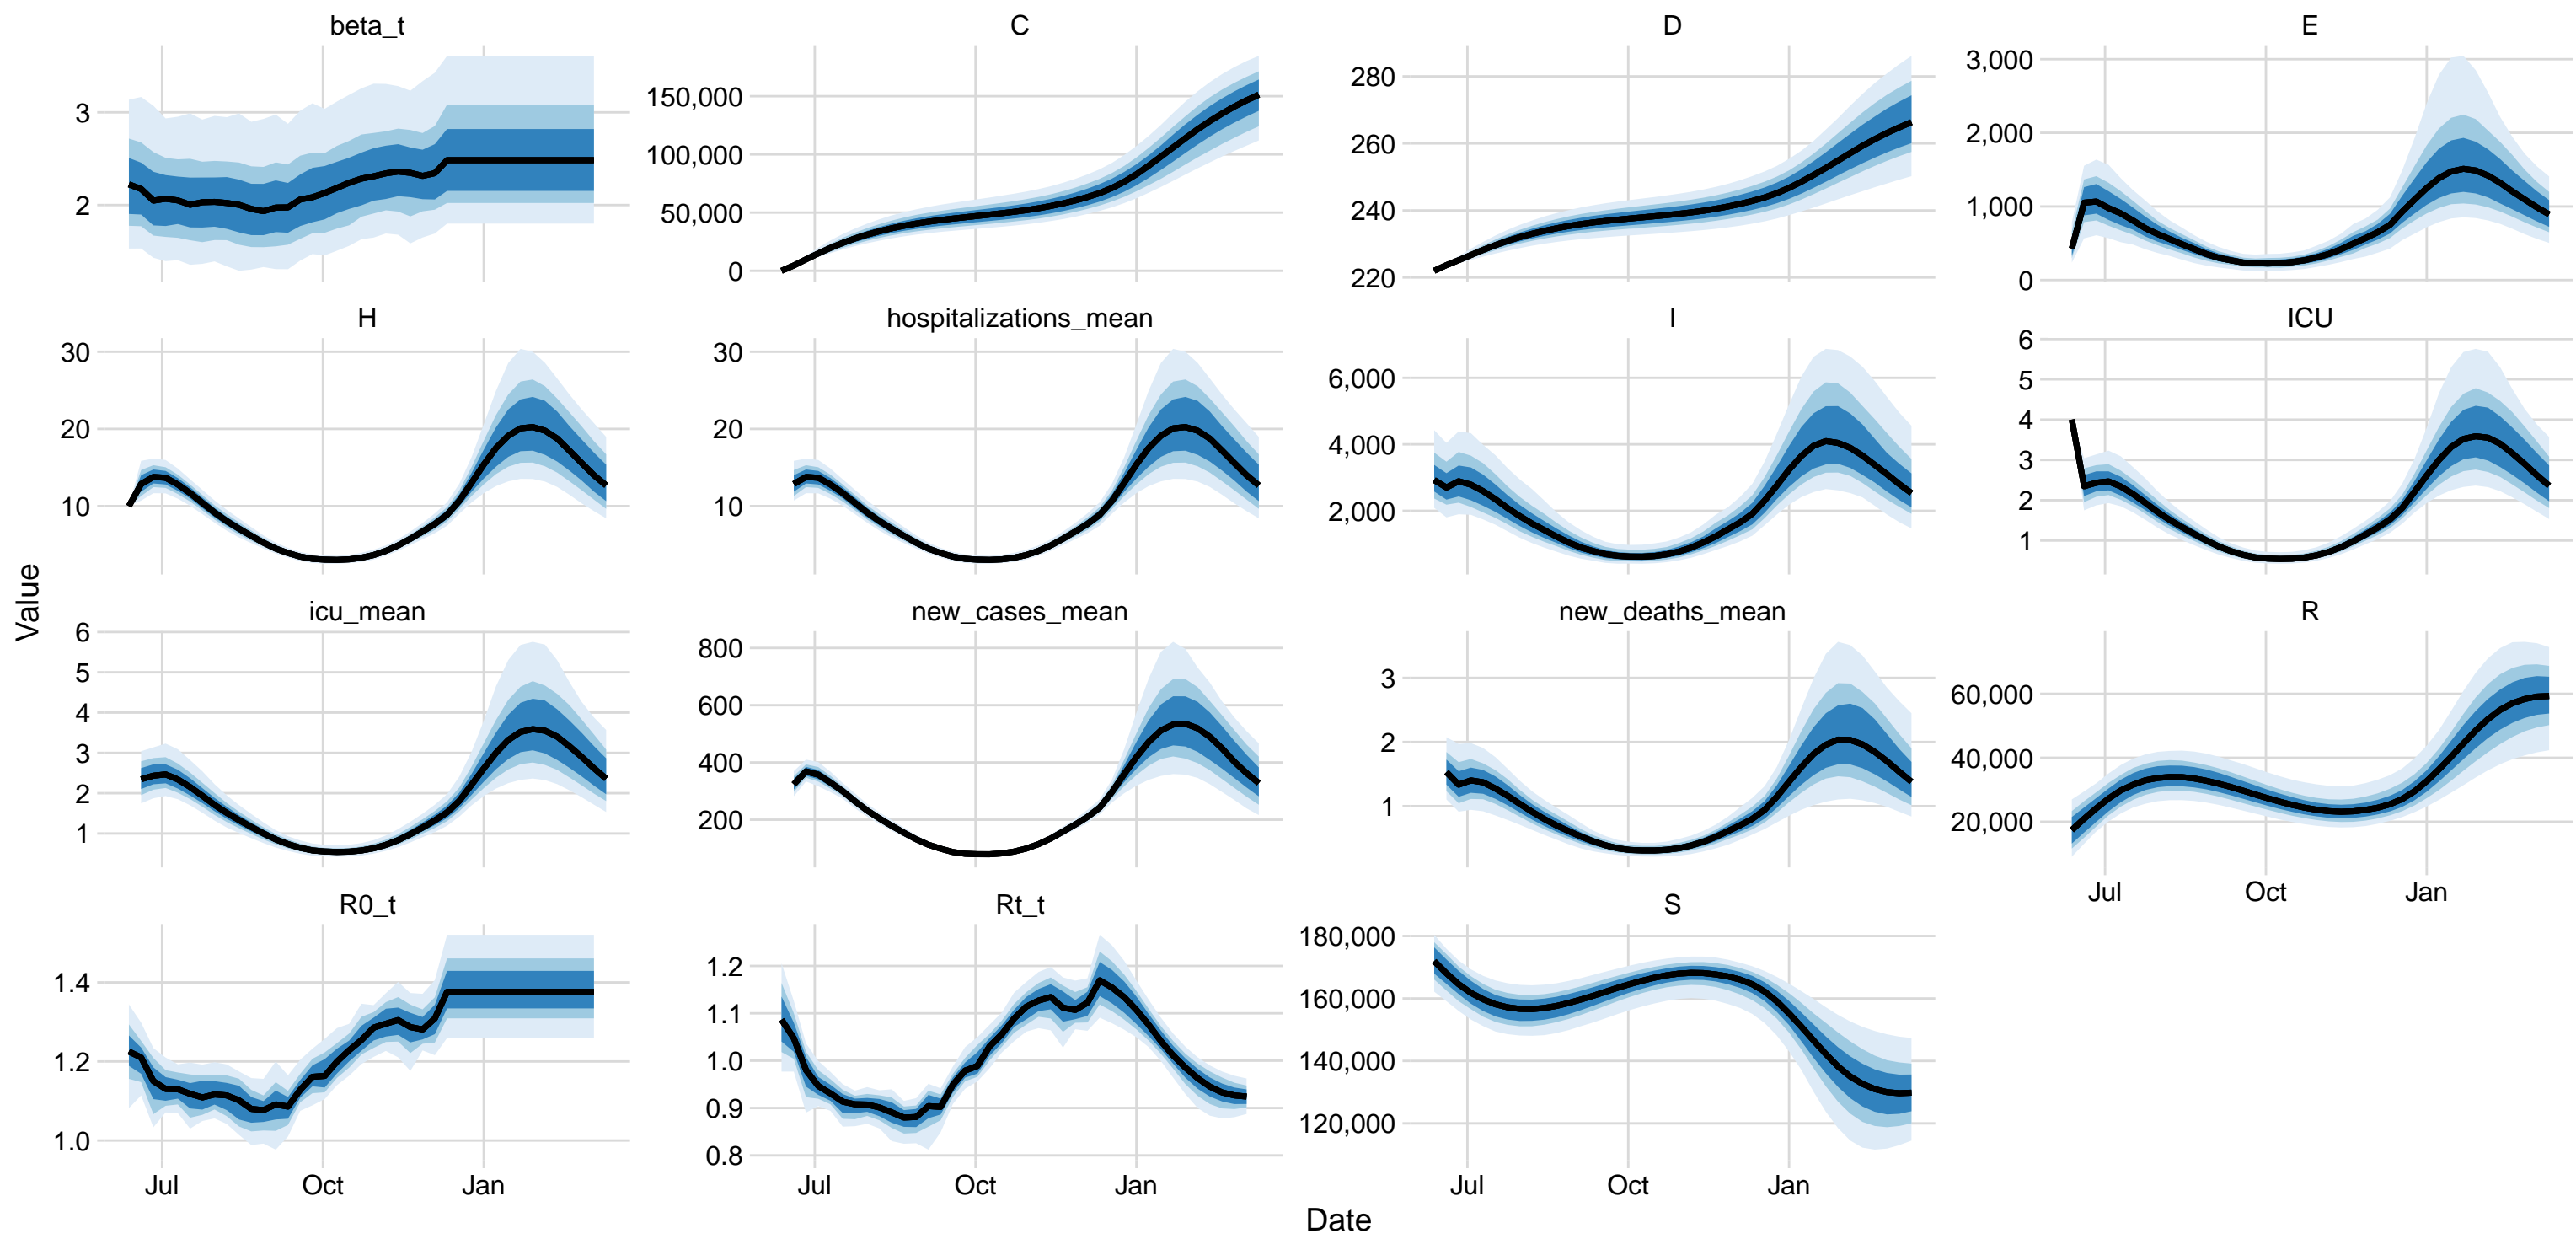 beta_t
C
D
E
3
2
150,000
100,000
50,000
0
280
260
240
220
3,000
2,000
1,000
0
H
hospitalizations_mean
I
ICU
30
20
10
30
20
10
6,000
4,000
2,000
6
5
4
3
2
1
Value
icu_mean
new_cases_mean
new_deaths_mean
R
6
5
4
3
2
1
800
600
400
200
3
2
1
60,000
40,000
20,000
Jul Oct Jan
R0_t
Rt_t
S
1.4
1.2
1.0
1.2
1.1
1.0
0.9
0.8
180,000
160,000
140,000
120,000
Jul Oct Jan
Jul Oct Jan
Jul Oct Jan
Date